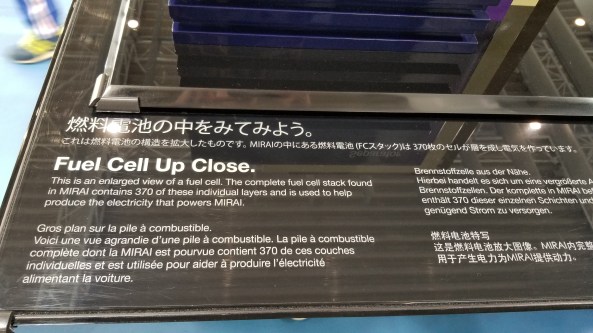 燃料電池の中をみてみよう。
これは燃料電池の構造を拡大したものです。MIRAIの中にある燃料電池(FCスタック)は370枚のセルが層を成し電気を作っています。
Fuel Cell Up Close.
This is an enlarged view of a fuel cell. The complete fuel cell stack found
in MIRAI contains 370 of these individual layers and is used to help
produce the electricity that powers MIRAI.
Gros plan sur la pile à combustible.
Voici une vue agrandie d'une pile à combustible. La pile à combustible
complète dont la MIRAI est pourvue contient 370 de ces couches
individuelles et est utilisée pour aider à produire l'électricité
alimentant la voiture.
Brennstoffzelle aus der Nähe.
Hierbei handelt es sich um eine vergrößerte
Brennstoffzellen. Der komplette in MIRAI
enthält 370 dieser einzelnen Schichten und
genügend Strom zu versorgen.
燃料电池特写
这是燃料电池放大图像。MIRAI内完整
用于产生电力为MIRAI提供动力。